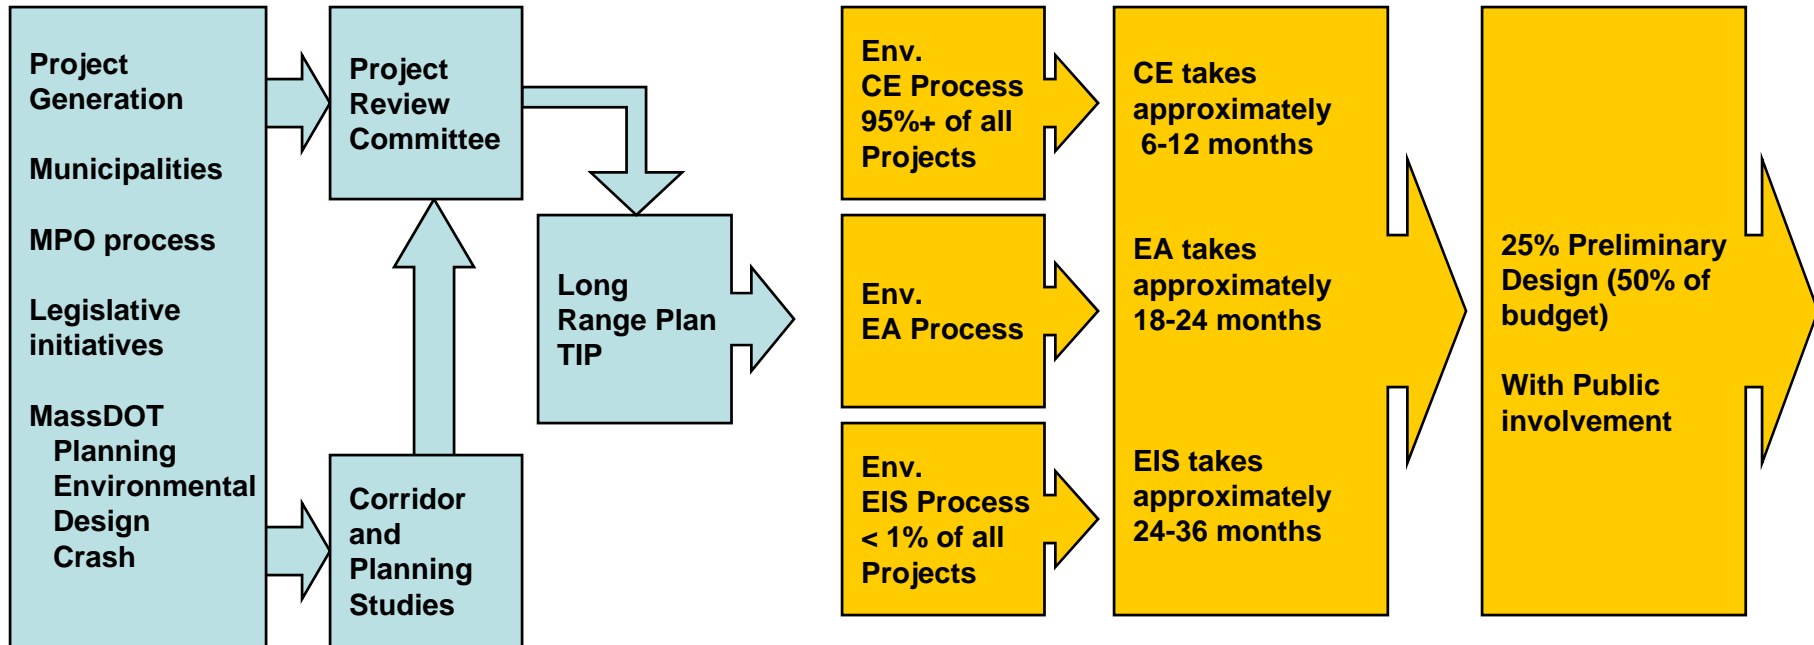 Project
Generation
Municipalities
MPO process
Legislative
initiatives
MassDOT
Planning
Environmental
Design
Crash
Project
Review
Committee
Corridor
and
Planning
Studies
Long
Range Plan
TIP
Env.
CE Process
95%+ of all
Projects
Env.
EA Process
Env.
EIS Process
< 1% of all
Projects
CE takes
approximately
6-12 months
EA takes
approximately
18-24 months
EIS takes
approximately
24-36 months
25% Preliminary
Design (50% of
budget)
With Public
involvement